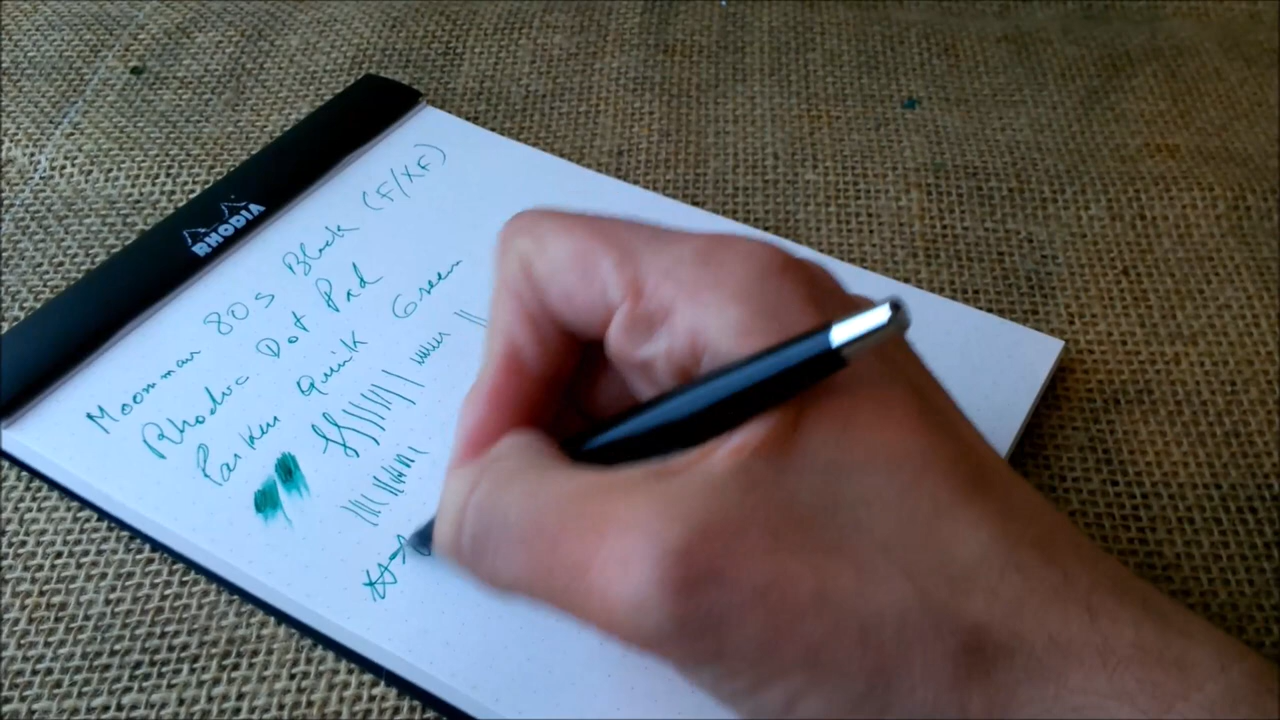 RHODIA
Moonman 80s Black (F/XF)
Rhodia Dot Pad
Parker Quink Green